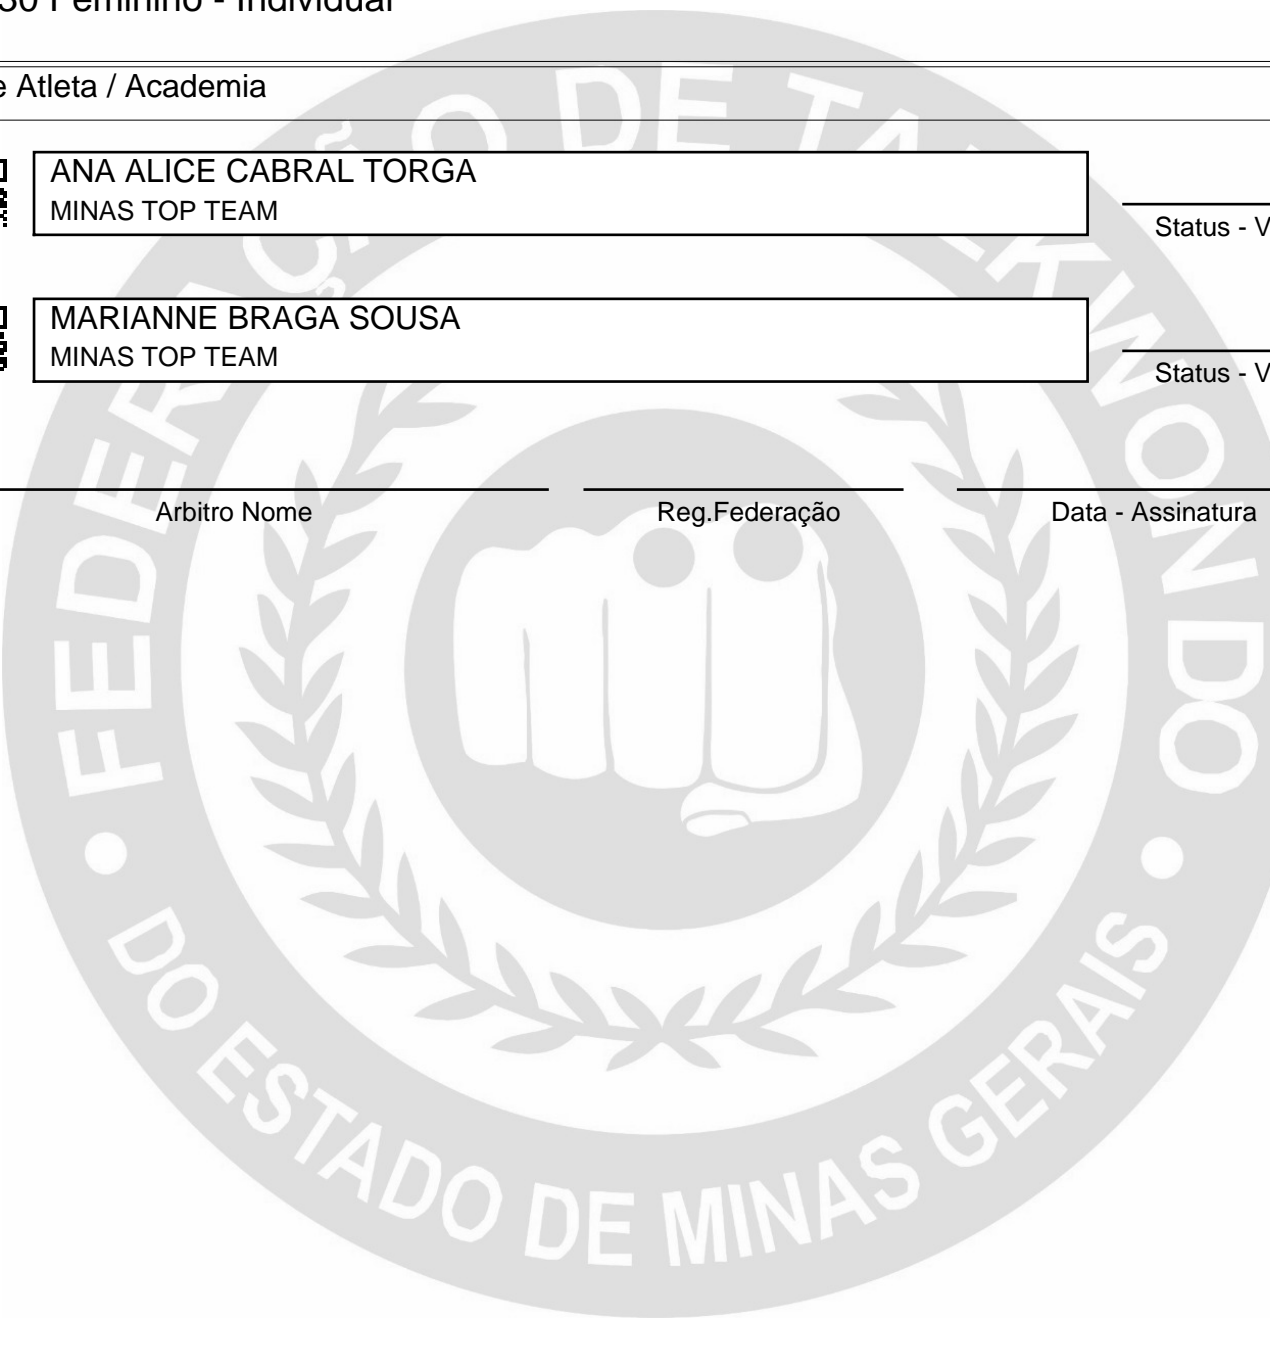 30 Feminino - Individual
e Atleta / Academia
ANA ALICE CABRAL TORGA
MINAS TOP TEAM
Status - V
MARIANNE BRAGA SOUSA
MINAS TOP TEAM
Status - V
Arbitro Nome Reg.Federação Data - Assinatura
FEDERAÇÃO DE TAEKWONDO
DO ESTADO DE MINAS GERAIS